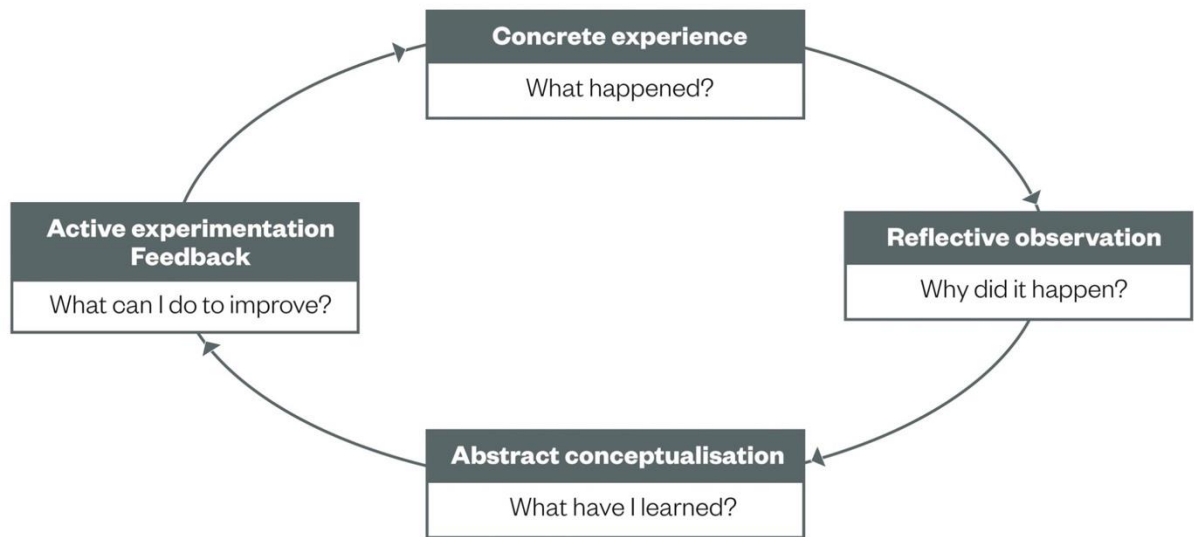 Concrete experience
What happened?
Reflective observation
Why did it happen?
Abstract conceptualisation
What have I learned?
Active experimentation
Feedback
What can I do to improve?